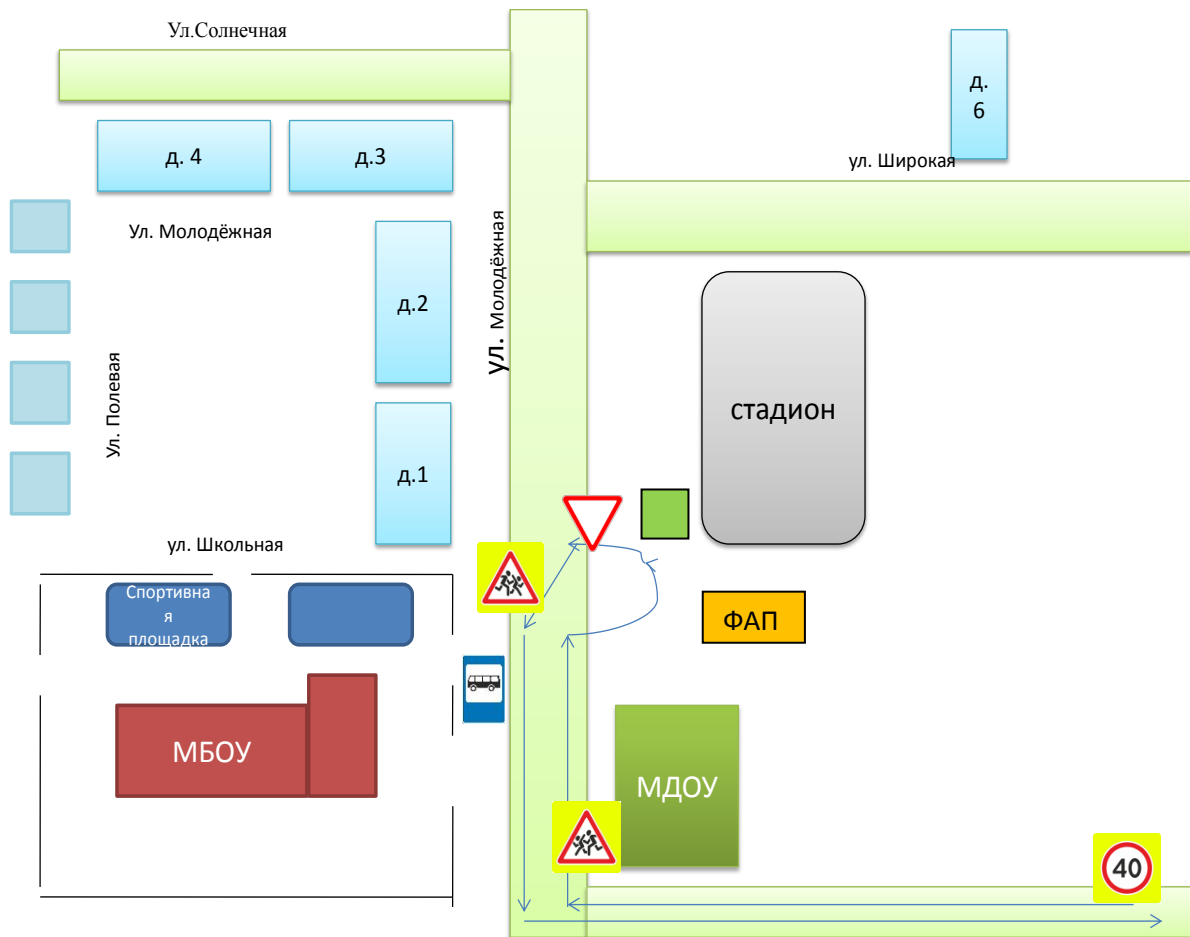 Ул.Солнечная
д.
6
д. 4
д.3
ул. Широкая
Ул. Молодёжная
ул. Молодёжная
д.2
Ул. Полевая
стадион
д.1
ул. Школьная
Спортивна
я
площадка
ФАП
МБОУ
МДОУ
40